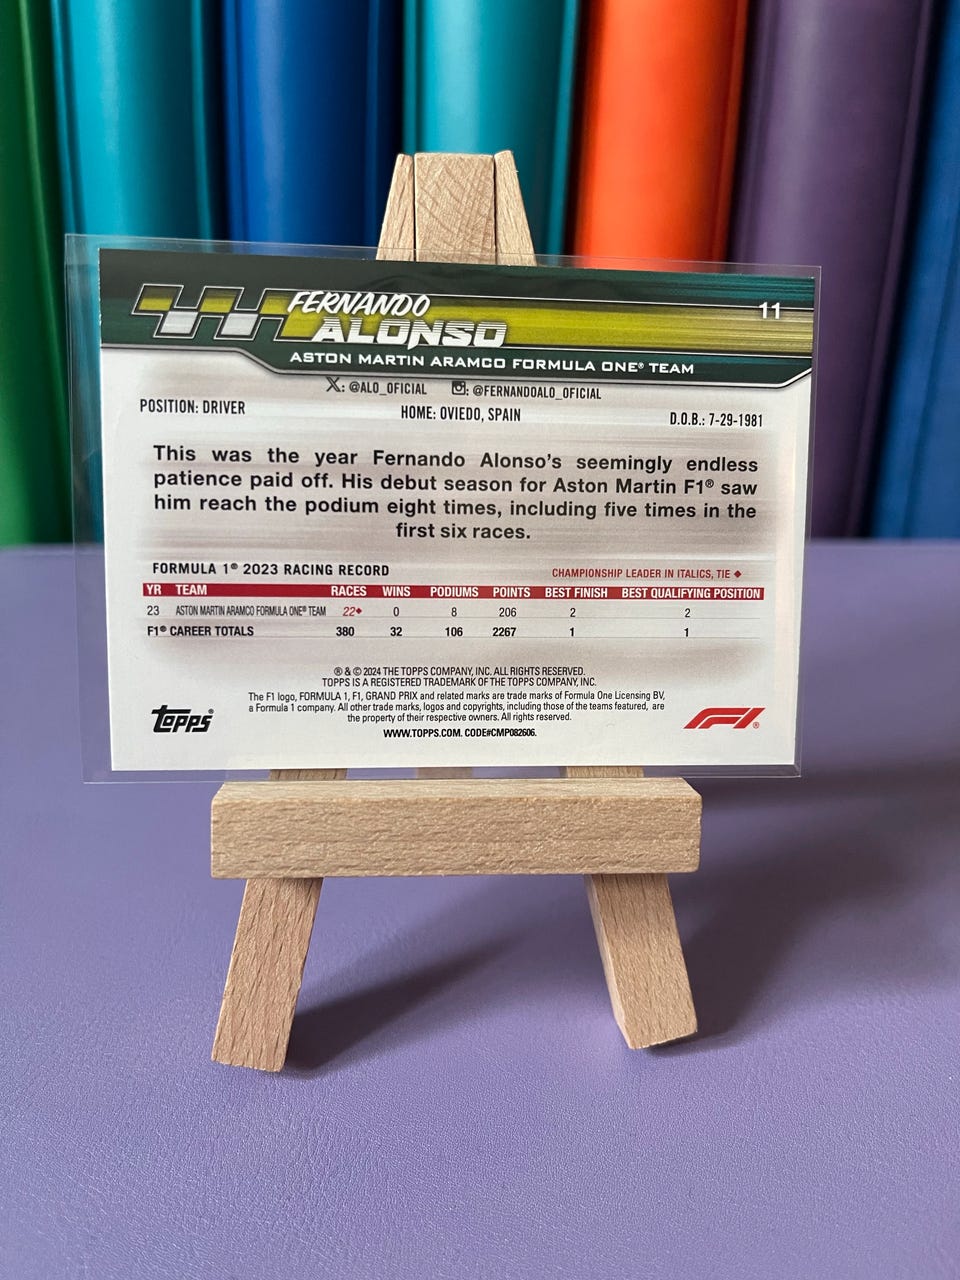 FERNANDO
ALONSO
11
ASTON MARTIN ARAMCO FORMULA ONE® TEAM
X: @ALO_OFICIAL @FERNANDOALO_OFICIAL
POSITION: DRIVER HOME: OVIEDO, SPAIN D.O.B.: 7-29-1981
This was the year Fernando Alonso's seemingly endless
patience paid off. His debut season for Aston Martin F1® saw
him reach the podium eight times, including five times in the
first six races.
FORMULA 1® 2023 RACING RECORD CHAMPIONSHIP LEADER IN ITALICS, TIE ◆
YR TEAM RACES WINS PODIUMS POINTS BEST FINISH BEST QUALIFYING POSITION
23 ASTON MARTIN ARAMCO FORMULA ONE® TEAM 22◆ 0 8 206 2 2
F1® CAREER TOTALS 380 32 106 2267 1 1
® & © 2024 THE TOPPS COMPANY, INC. ALL RIGHTS RESERVED.
TOPPS IS A REGISTERED TRADEMARK OF THE TOPPS COMPANY, INC.
The F1 logo, FORMULA 1, F1, GRAND PRIX and related marks are trade marks of Formula One Licensing BV,
a Formula 1 company. All other trade marks, logos and copyrights, including those of the teams featured, are
the property of their respective owners. All rights reserved.
WWW.TOPPS.COM. CODE#CMP082606.
TOPPS®
F1®